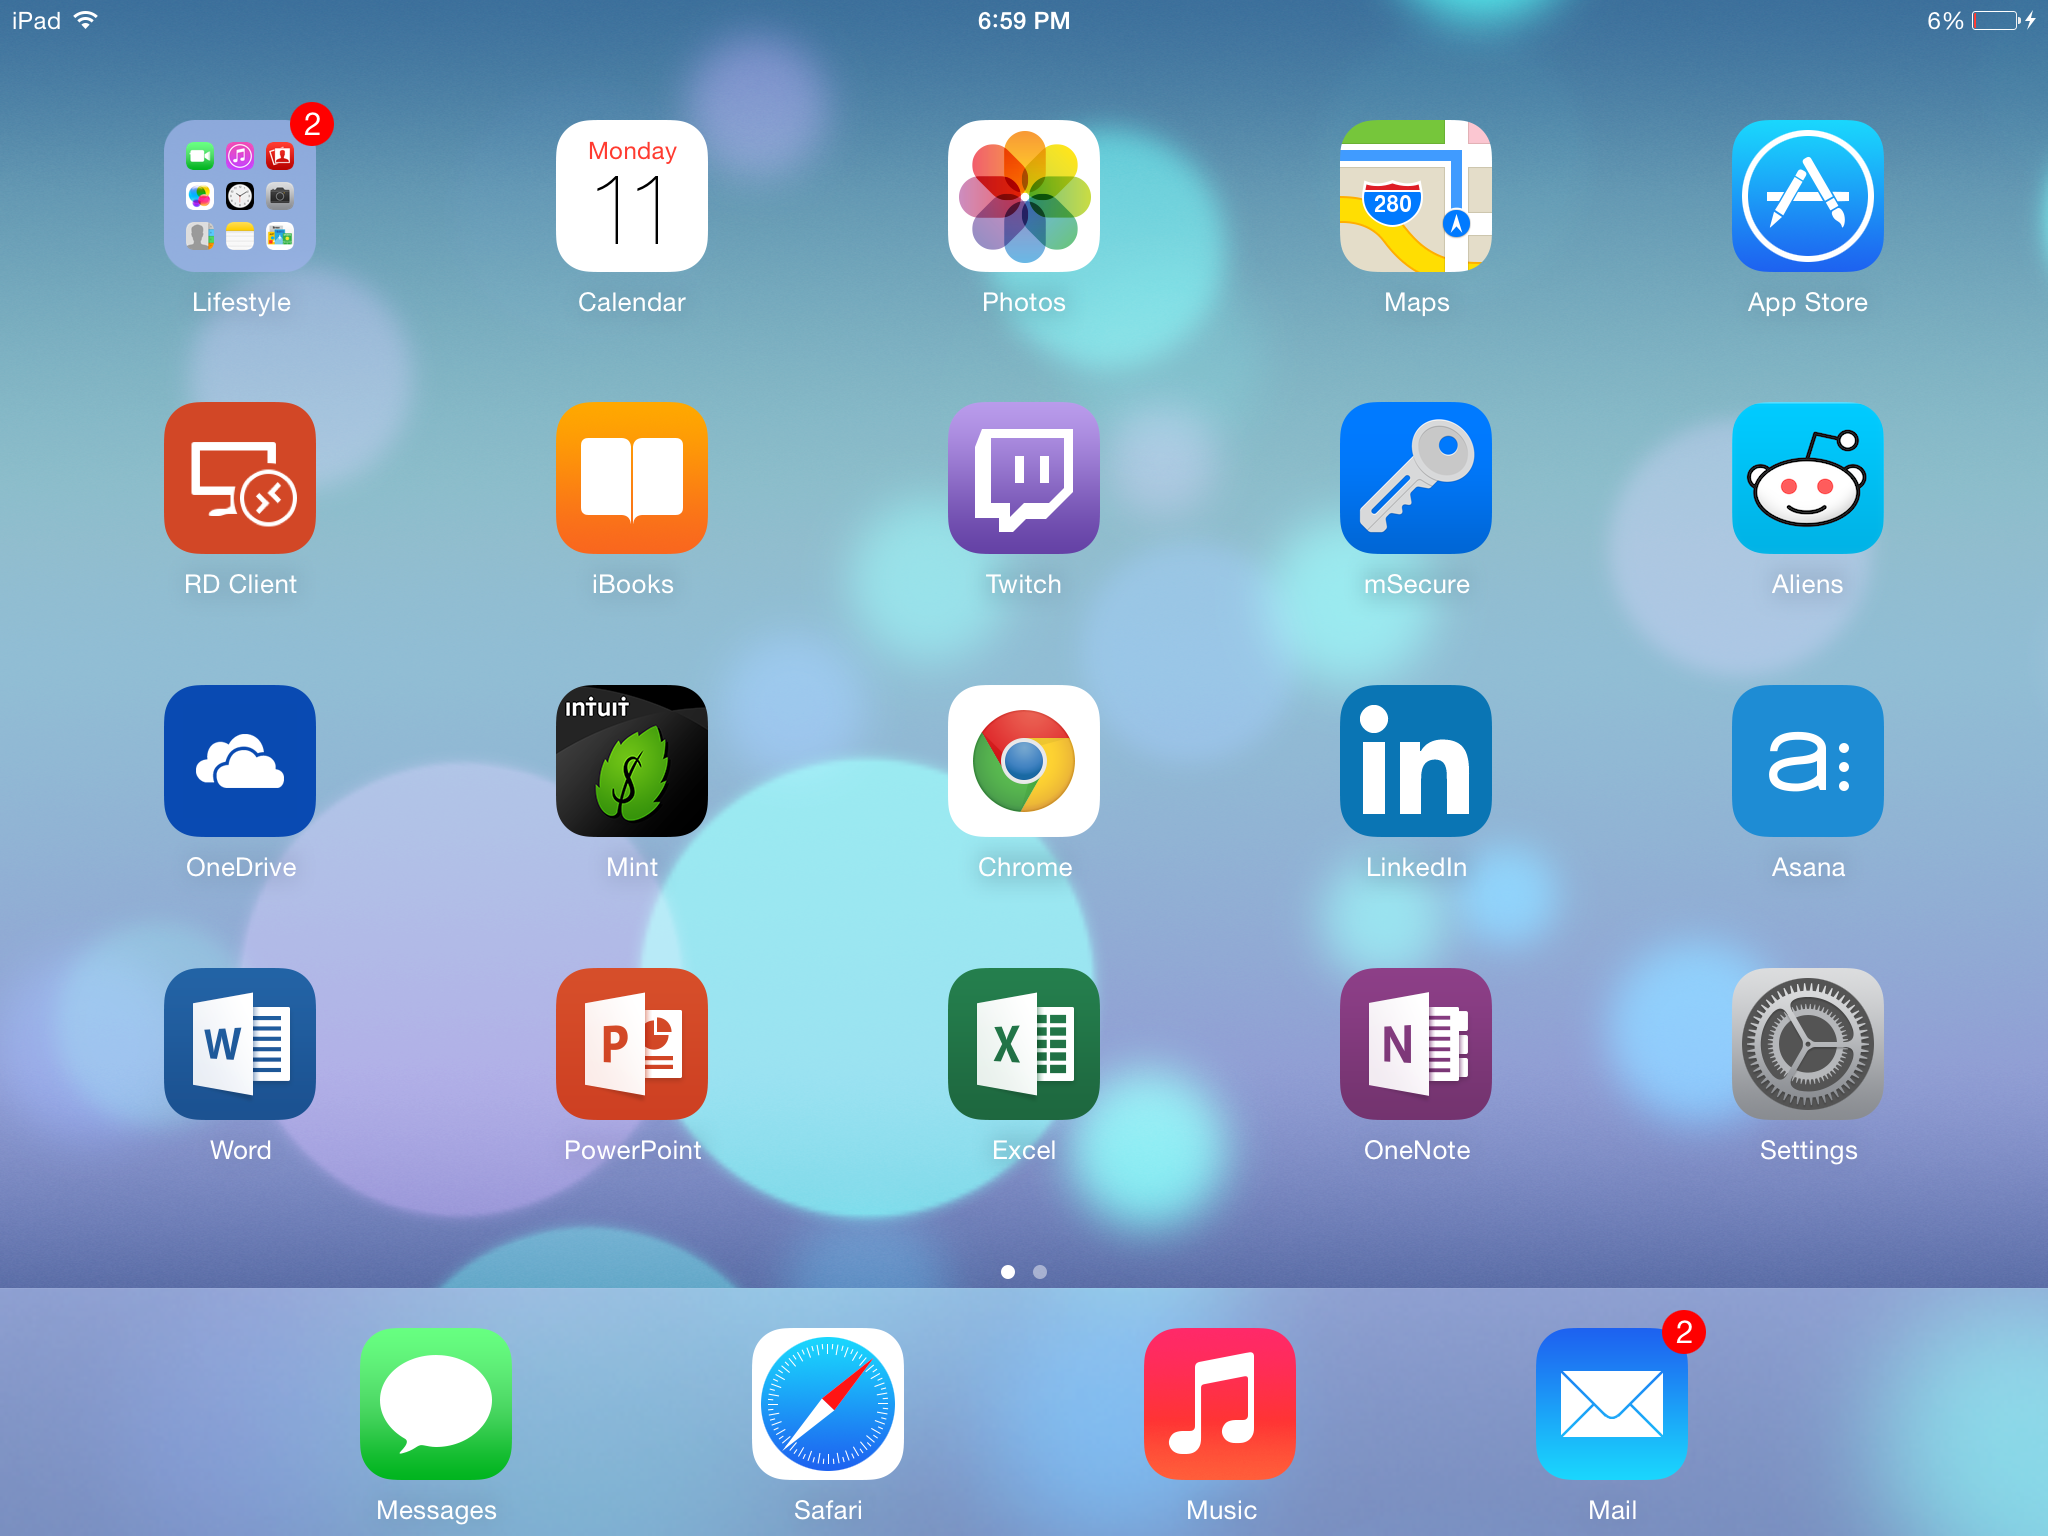 iPad 6:59 PM 6%
2
Monday
11
280
Lifestyle Calendar Photos Maps App Store
RD Client iBooks Twitch mSecure Aliens
intuit
$
in
a:
OneDrive Mint Chrome LinkedIn Asana
W P X N
Word PowerPoint Excel OneNote Settings
2
Messages Safari Music Mail